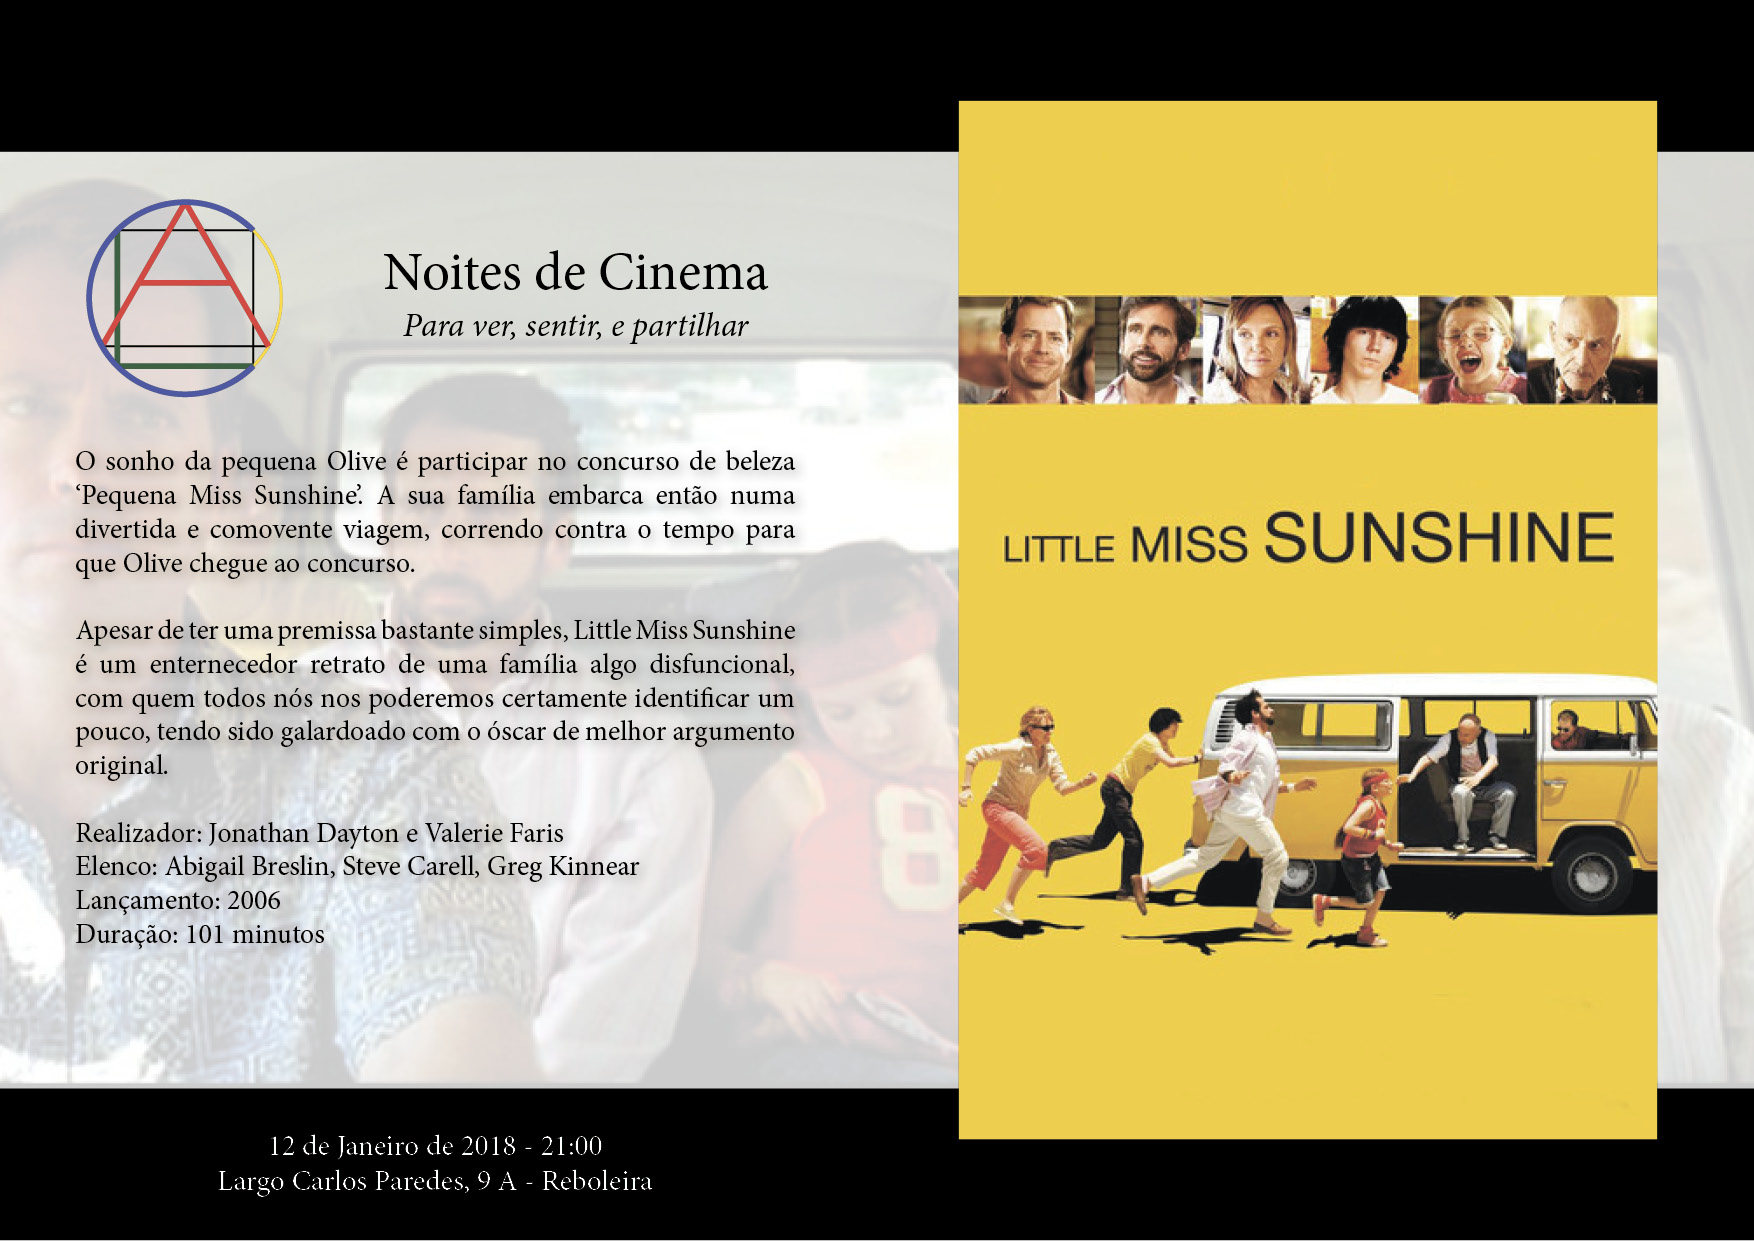 Noites de Cinema
Para ver, sentir, e partilhar
O sonho da pequena Olive é participar no concurso de beleza
‘Pequena Miss Sunshine’. A sua família embarca então numa
divertida e comovente viagem, correndo contra o tempo para
que Olive chegue ao concurso.
Apesar de ter uma premissa bastante simples, Little Miss Sunshine
é um enternecedor retrato de uma família algo disfuncional,
com quem todos nós nos poderemos certamente identificar um
pouco, tendo sido galardoado com o óscar de melhor argumento
original.
Realizador: Jonathan Dayton e Valerie Faris
Elenco: Abigail Breslin, Steve Carell, Greg Kinnear
Lançamento: 2006
Duração: 101 minutos
12 de Janeiro de 2018 - 21:00
Largo Carlos Paredes, 9 A - Reboleira
LITTLE MISS SUNSHINE
8